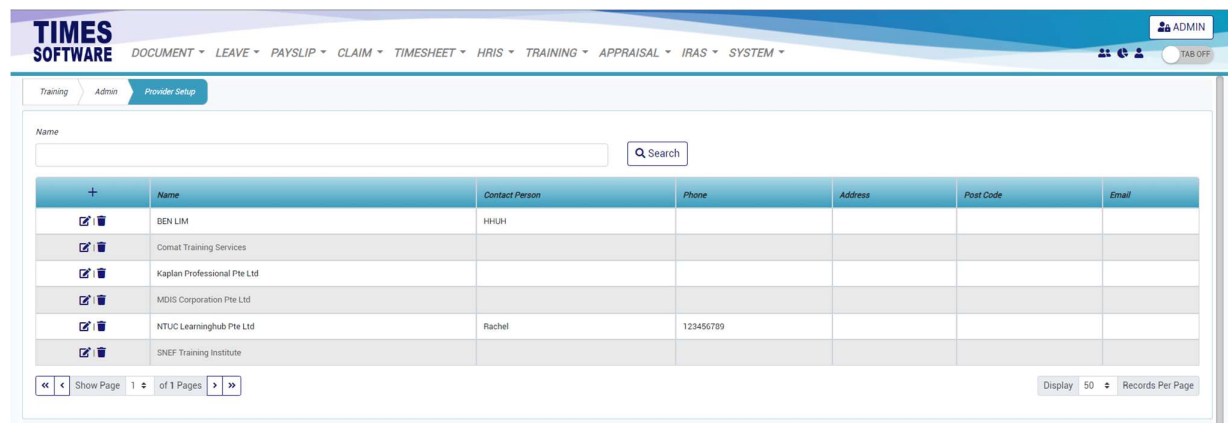 TIMES
SOFTWARE
ADMIN
DOCUMENT LEAVE PAYSLIP CLAIM TIMESHEET HRIS TRAINING APPRAISAL IRAS SYSTEM
TAB OFF
Training Admin Provider Setup
Name
Search
+ Name Contact Person Phone Address Post Code Email
BEN LIM HHUH
Comat Training Services
Kaplan Professional Pte Ltd
MDIS Corporation Pte Ltd
NTUC Learninghub Pte Ltd Rachel 123456789
SNEF Training Institute
« ‹ Show Page 1 of 1 Pages › » Display 50 Records Per Page